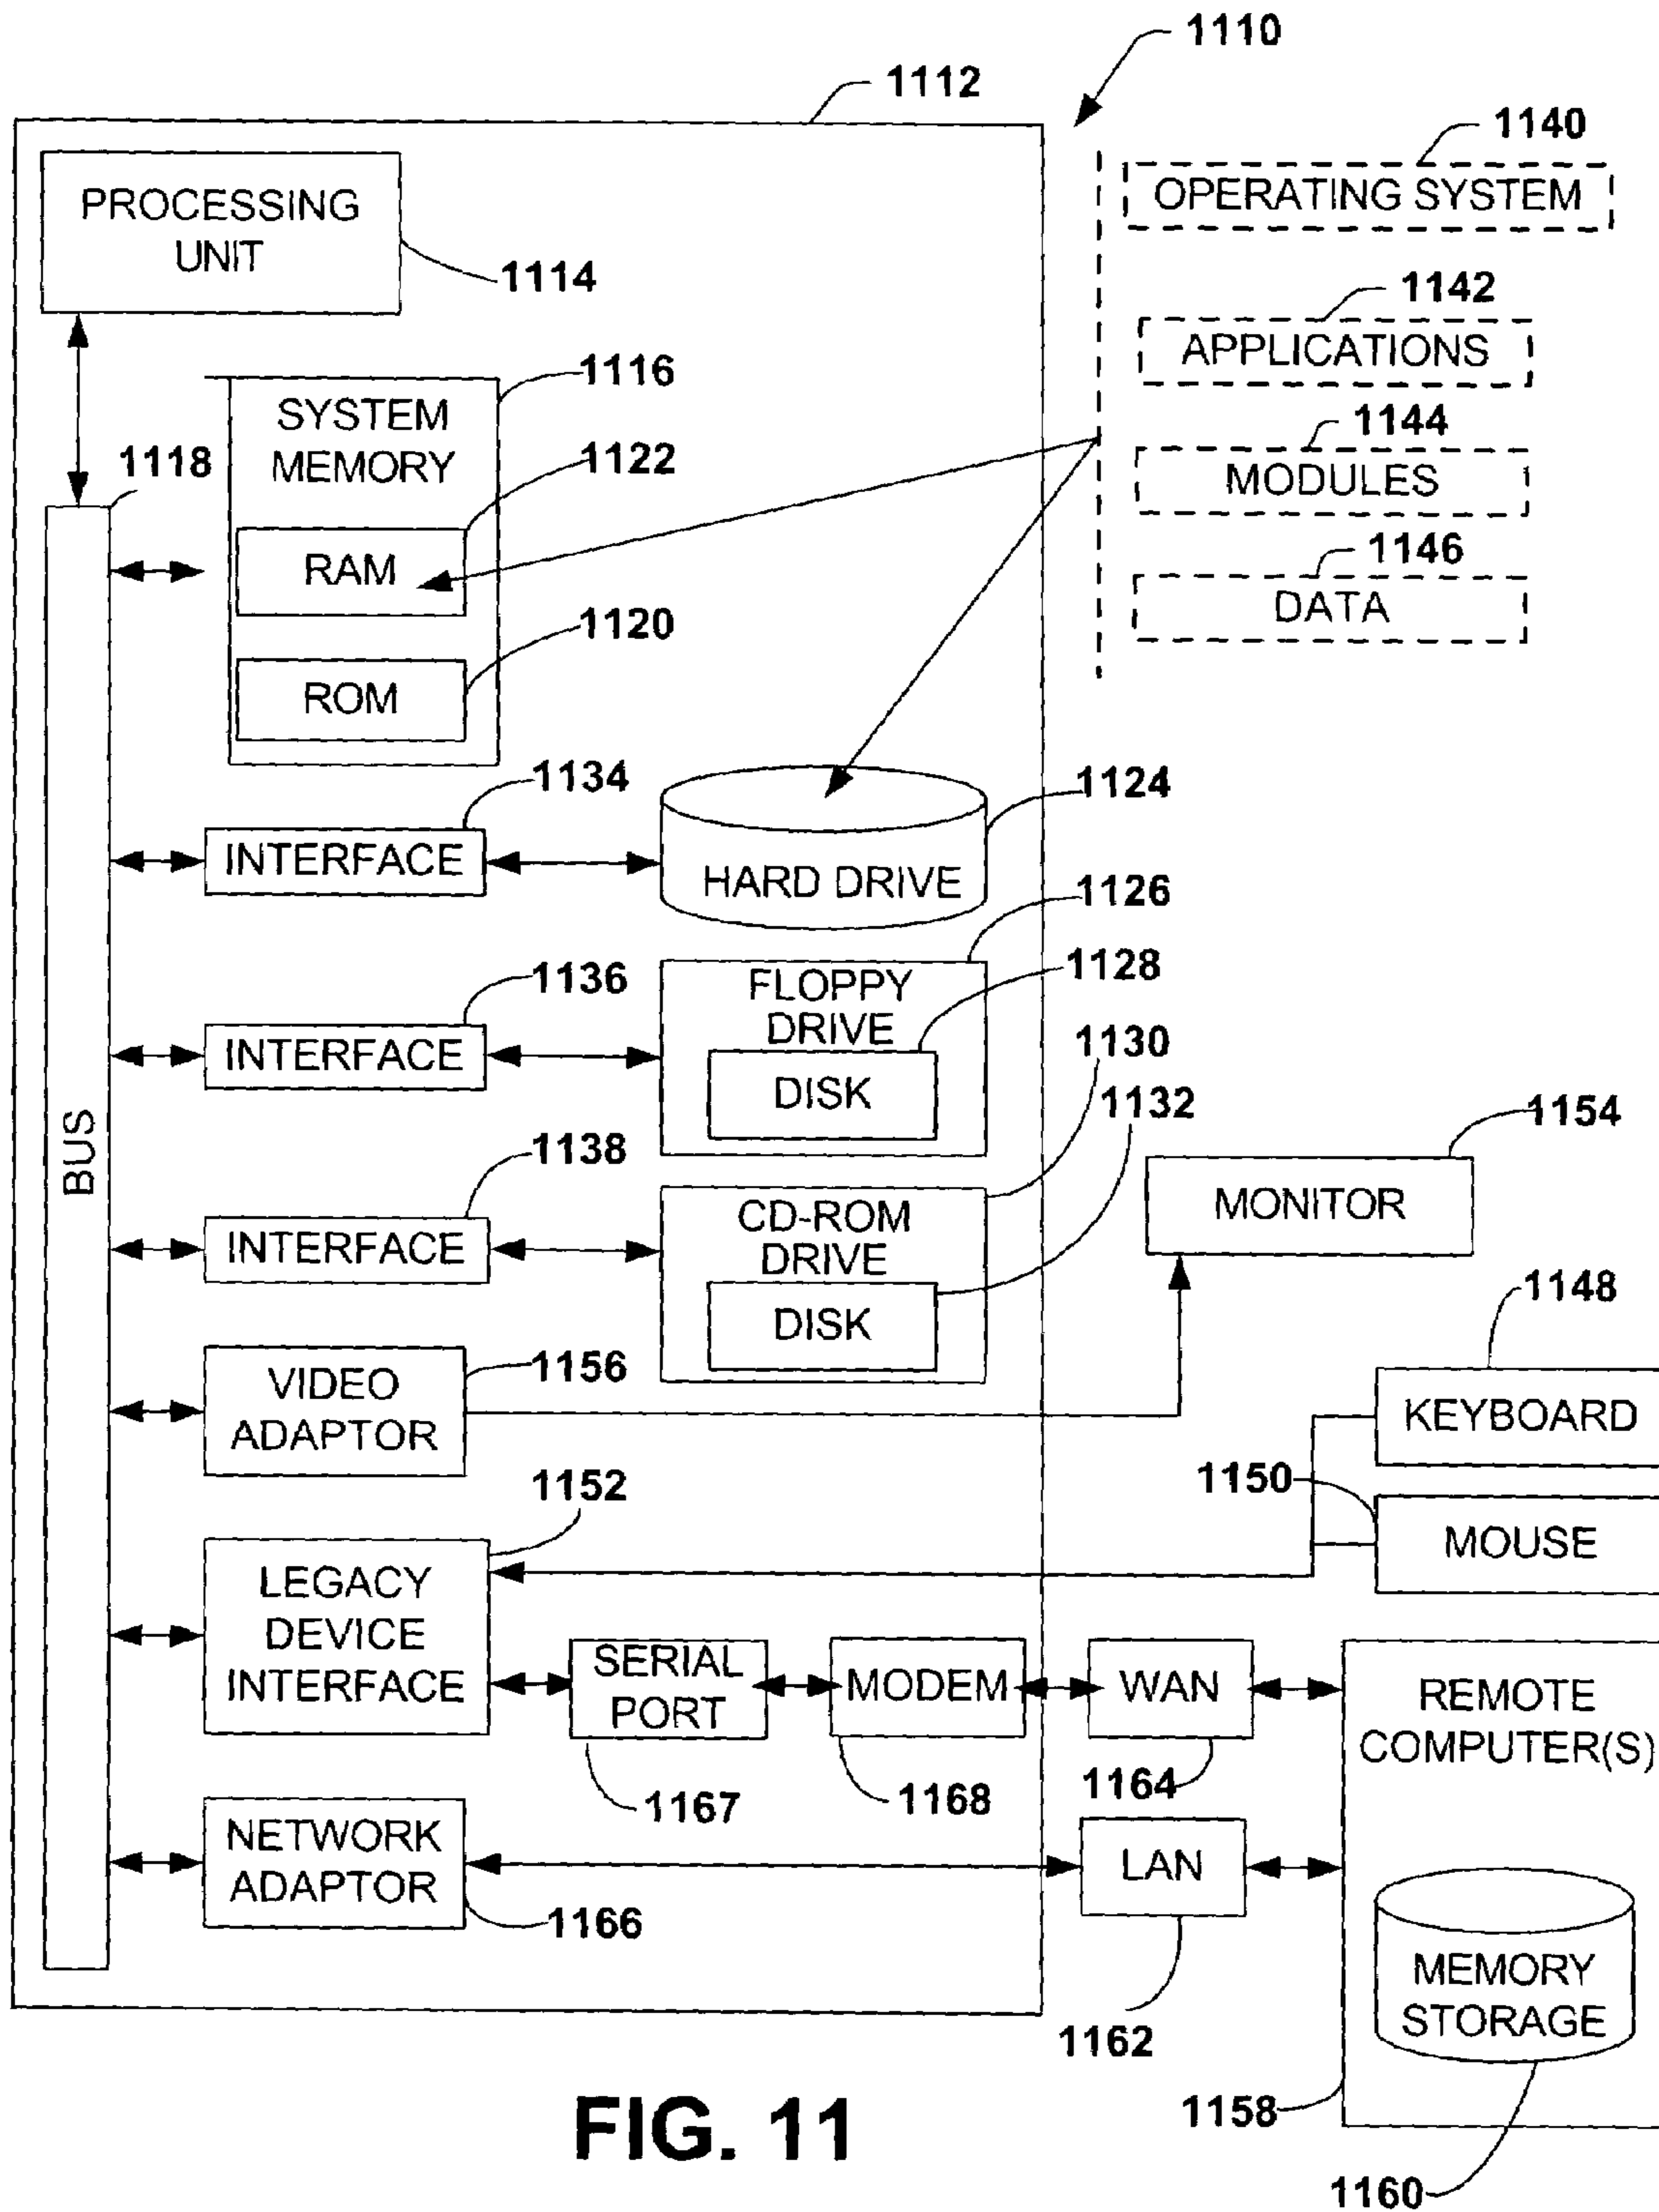 1110
1112
1140
OPERATING SYSTEM
PROCESSING
UNIT
1114
1142
APPLICATIONS
1116
SYSTEM
MEMORY
1144
MODULES
1118
1122
RAM
1146
DATA
1120
ROM
1134
INTERFACE
1124
HARD DRIVE
1126
1136
INTERFACE
FLOPPY
DRIVE
1128
DISK
1130
1132
BUS
1138
INTERFACE
CD-ROM
DRIVE
DISK
1154
MONITOR
1148
KEYBOARD
1156
VIDEO
ADAPTOR
1150
MOUSE
1152
LEGACY
DEVICE
INTERFACE
SERIAL
PORT
MODEM
WAN
REMOTE
COMPUTER(S)
1167
1168
1164
NETWORK
ADAPTOR
1166
LAN
1162
MEMORY
STORAGE
1158
1160
FIG. 11